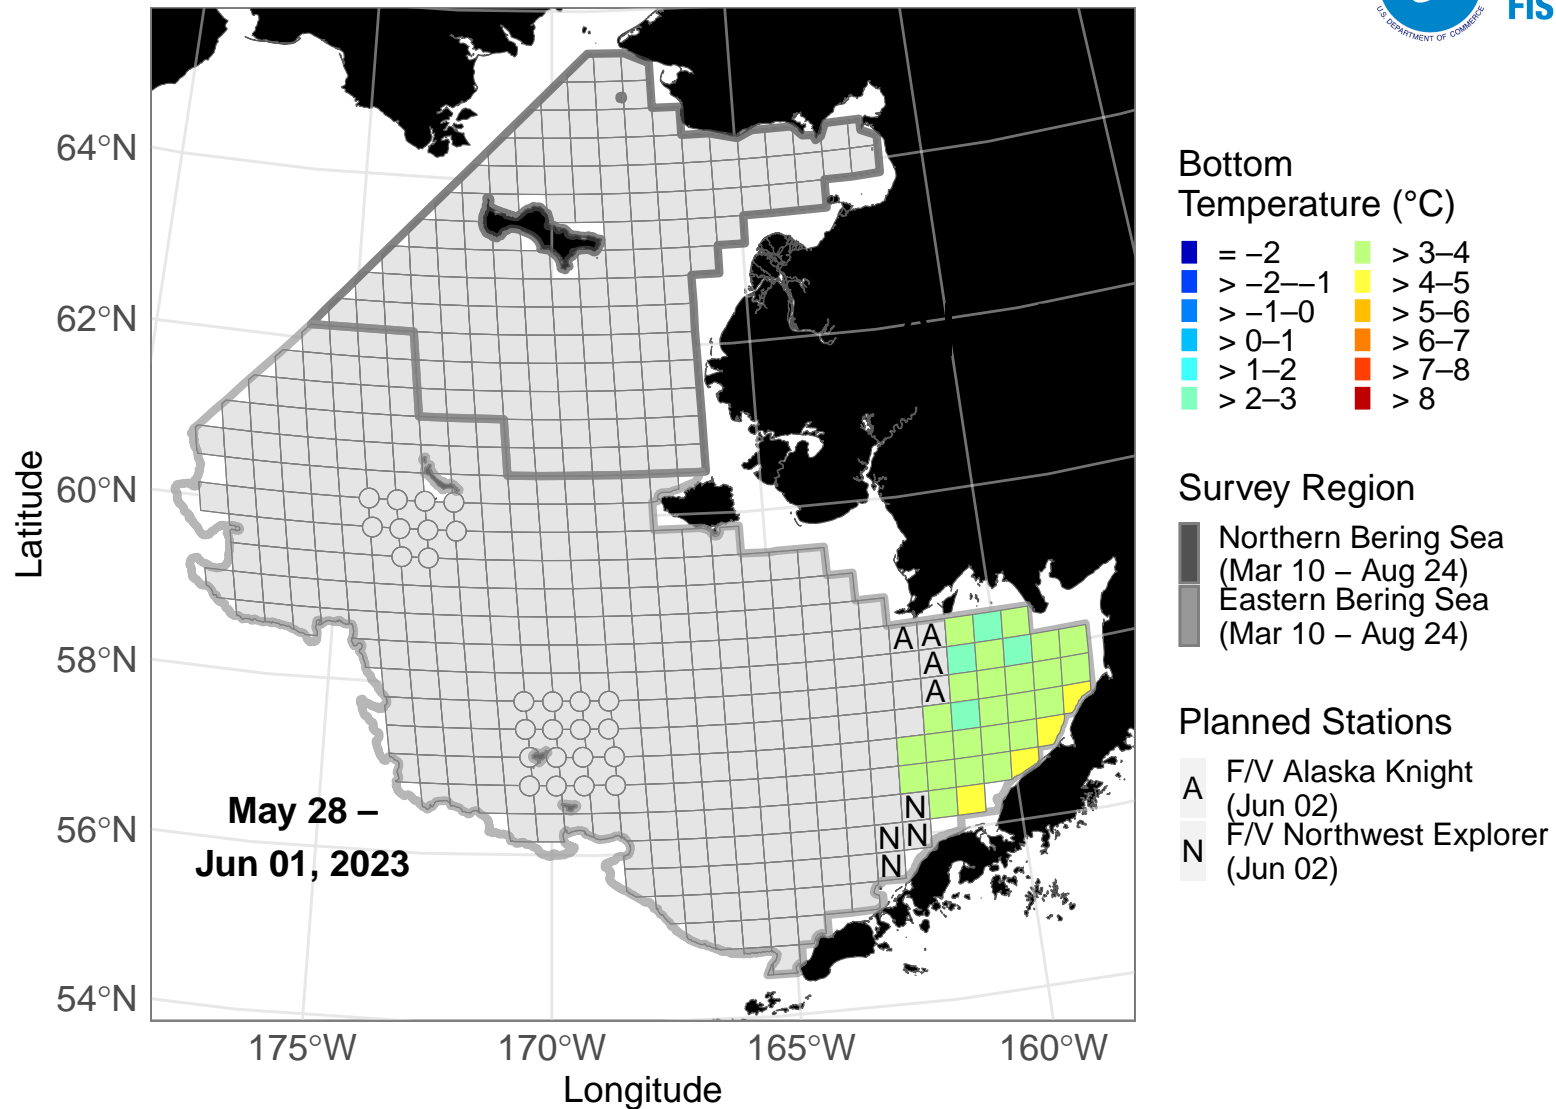 FIS
U.S. DEPARTMENT OF COMMERCE
64°N
62°N
60°N
58°N
56°N
54°N
Latitude
175°W
170°W
165°W
160°W
Longitude
May 28 –
Jun 01, 2023
A A
A
A
N
N N
N
Bottom
Temperature (°C)
= −2
> −2–−1
> −1–0
> 0–1
> 1–2
> 2–3
> 3–4
> 4–5
> 5–6
> 6–7
> 7–8
> 8
Survey Region
Northern Bering Sea
(Mar 10 – Aug 24)
Eastern Bering Sea
(Mar 10 – Aug 24)
Planned Stations
A F/V Alaska Knight
(Jun 02)
N F/V Northwest Explorer
(Jun 02)